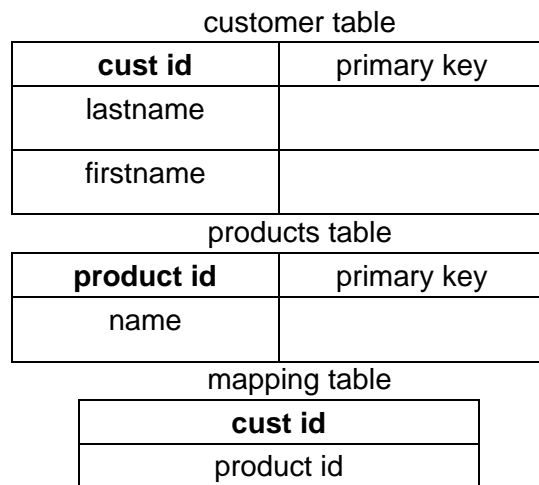 customer table
cust id primary key
lastname
firstname
products table
product id primary key
name
mapping table
cust id
product id